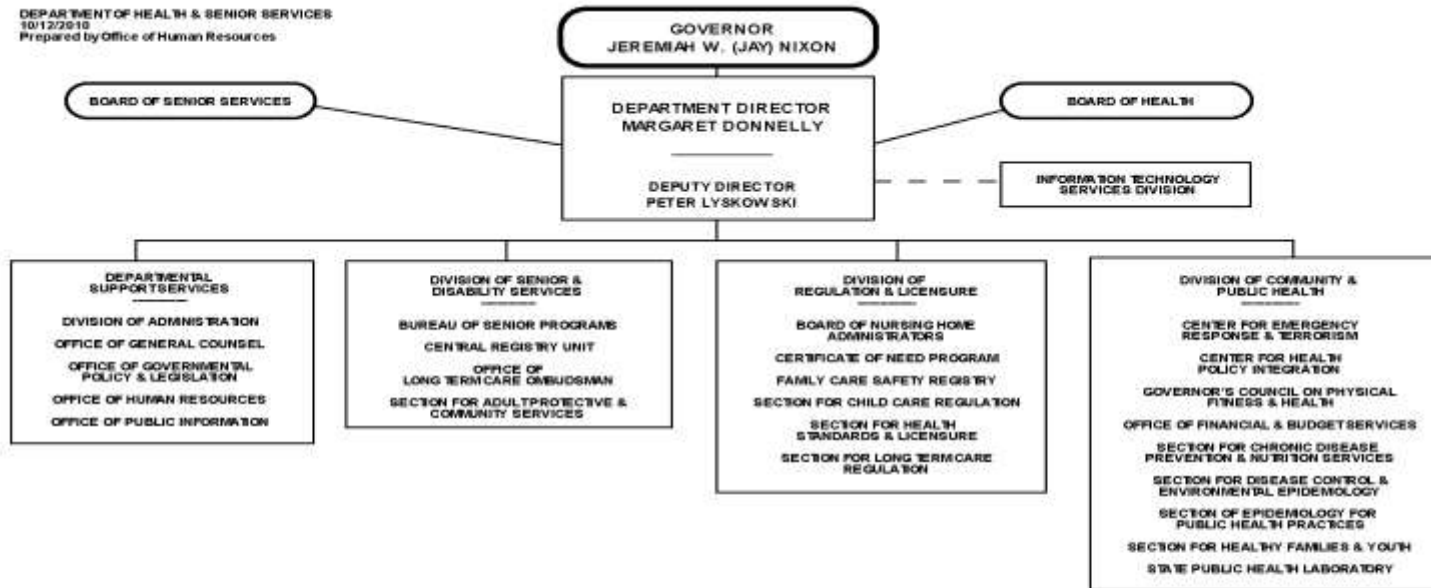 DEPARTMENT OF HEALTH & SENIOR SERVICES
10/12/2010
Prepared by Office of Human Resources
GOVERNOR
JEREMIAH W. (JAY) NIXON
BOARD OF SENIOR SERVICES
DEPARTMENT DIRECTOR
MARGARET DONNELLY
DEPUTY DIRECTOR
PETER LYSKOWSKI
BOARD OF HEALTH
INFORMATION TECHNOLOGY
SERVICES DIVISION
DEPARTMENTAL
SUPPORT SERVICES
DIVISION OF ADMINISTRATION
OFFICE OF GENERAL COUNSEL
OFFICE OF GOVERNMENTAL
POLICY & LEGISLATION
OFFICE OF HUMAN RESOURCES
OFFICE OF PUBLIC INFORMATION
DIVISION OF SENIOR &
DISABILITY SERVICES
BUREAU OF SENIOR PROGRAMS
CENTRAL REGISTRY UNIT
OFFICE OF
LONG TERM CARE OMBUDSMAN
SECTION FOR ADULT PROTECTIVE &
COMMUNITY SERVICES
DIVISION OF
REGULATION & LICENSURE
BOARD OF NURSING HOME
ADMINISTRATORS
CERTIFICATE OF NEED PROGRAM
FAMILY CARE SAFETY REGISTRY
SECTION FOR CHILD CARE REGULATION
SECTION FOR HEALTH
STANDARDS & LICENSURE
SECTION FOR LONG TERM CARE
REGULATION
DIVISION OF COMMUNITY &
PUBLIC HEALTH
CENTER FOR EMERGENCY
RESPONSE & TERRORISM
CENTER FOR HEALTH
POLICY INTEGRATION
GOVERNOR'S COUNCIL ON PHYSICAL
FITNESS & HEALTH
OFFICE OF FINANCIAL & BUDGET SERVICES
SECTION FOR CHRONIC DISEASE
PREVENTION & NUTRITION SERVICES
SECTION FOR DISEASE CONTROL &
ENVIRONMENTAL EPIDEMIOLOGY
SECTION OF EPIDEMIOLOGY FOR
PUBLIC HEALTH PRACTICES
SECTION FOR HEALTHY FAMILIES & YOUTH
STATE PUBLIC HEALTH LABORATORY